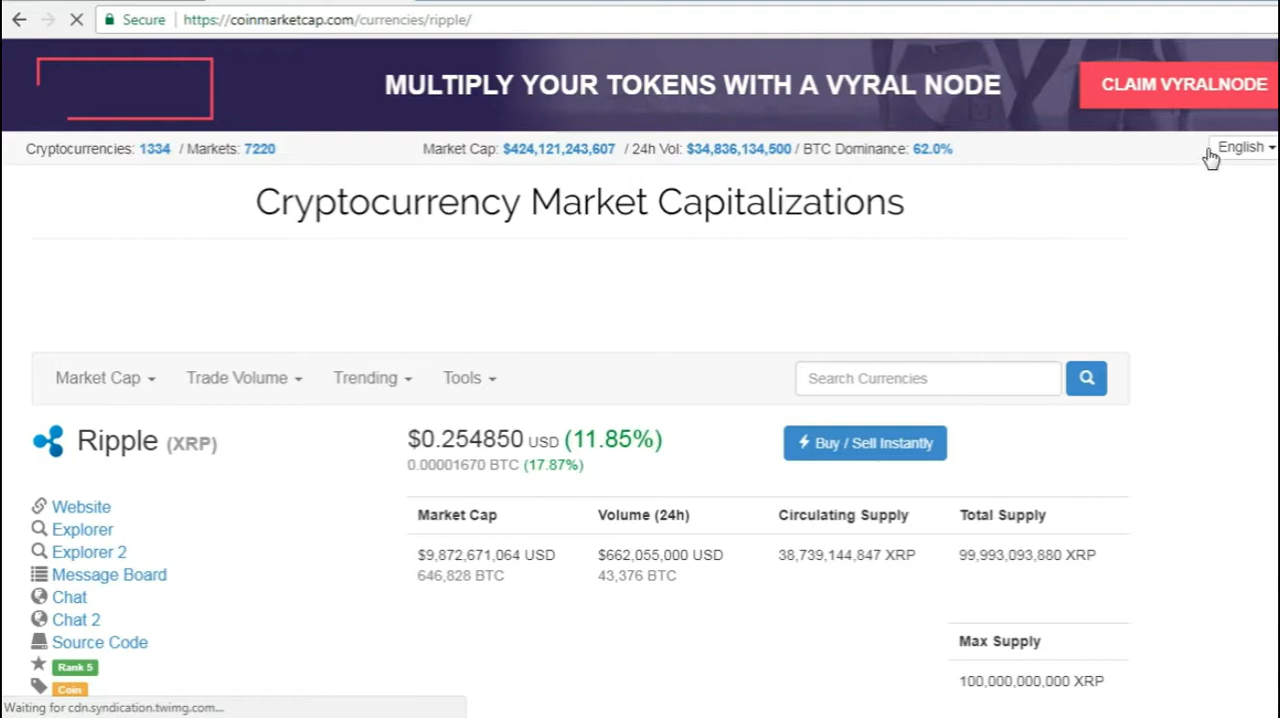 Secure https://coinmarketcap.com/currencies/ripple/
MULTIPLY YOUR TOKENS WITH A VYRAL NODE
CLAIM VYRALNODE
Cryptocurrencies: 1334 / Markets: 7220
Market Cap: $424,121,243,607 / 24h Vol: $34,836,134,500 / BTC Dominance: 62.0%
English
Cryptocurrency Market Capitalizations
Market Cap Trade Volume Trending Tools
Search Currencies
Ripple (XRP)
$0.254850 USD (11.85%)
0.00001670 BTC (17.87%)
Buy / Sell Instantly
Website
Explorer
Explorer 2
Message Board
Chat
Chat 2
Source Code
Rank 5
Coin
Market Cap Volume (24h) Circulating Supply Total Supply
$9,872,671,064 USD $662,055,000 USD 38,739,144,847 XRP 99,993,093,880 XRP
646,828 BTC 43,376 BTC
Max Supply
100,000,000,000 XRP
Waiting for cdn.syndication.twimg.com...